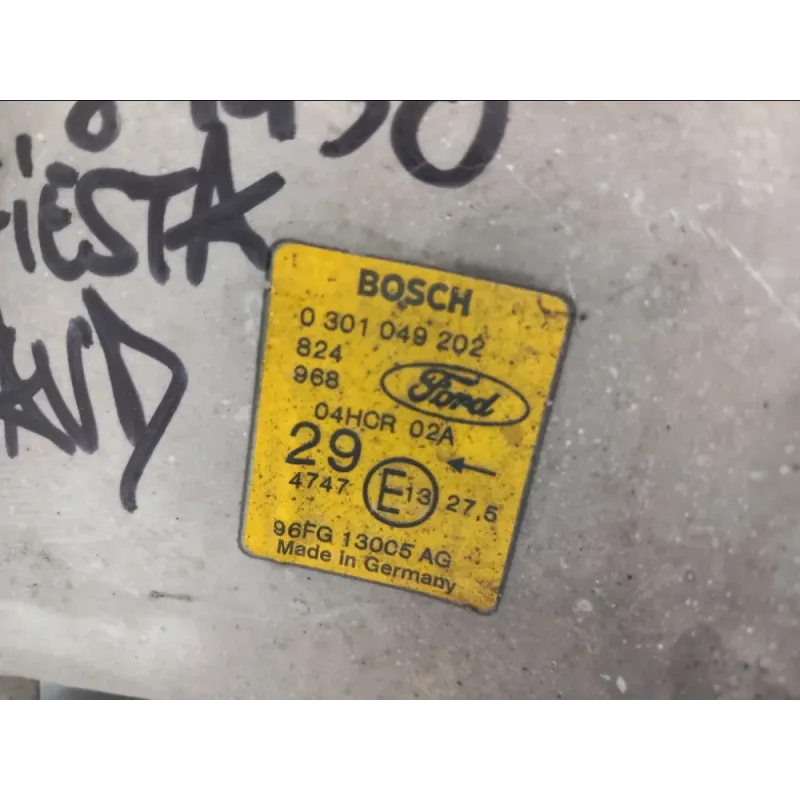 FIESTA
BOSCH
0 301 049 202
824
968
Ford
04HCR 02A
29
4747
E13
27,5
96FG 13005 AG
Made in Germany